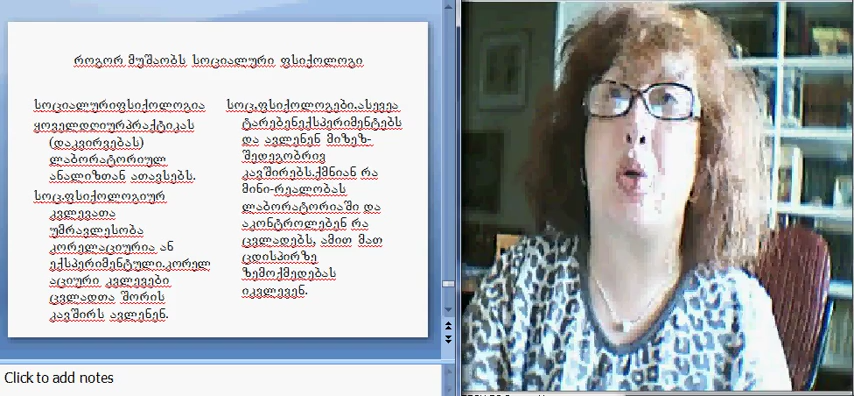 როგორ მუშაობს სოციალური ფსიქოლოგი
სოციალურიფსიქოლოგია
ყოველდღიურპრაქტიკას
(დაკვირვებას)
ლაბორატორიულ
ანალიზთან ათავსებს.
სოც.ფსიქოლოგიურ
კვლევათა
უმრავლესობა
კორელაციურია ან
ექსპერიმენტული.კორელ
აციური კვლევები
ცვლადთა შორის
კავშირს ავლენენ.
სოც.ფსიქოლოგები.ასევეა
ტარებენექსპერიმენტებს
და ავლენენ მიზეზ-
შედეგობრივ
კავშირებს.ქმნიან რა
მინი-რეალობას
ლაბორატორიაში და
აკონტროლებენ რა
ცვლადებს, ამით მათ
ცდისპირზე
ზემოქმედებას
იკვლევენ.
Click to add notes